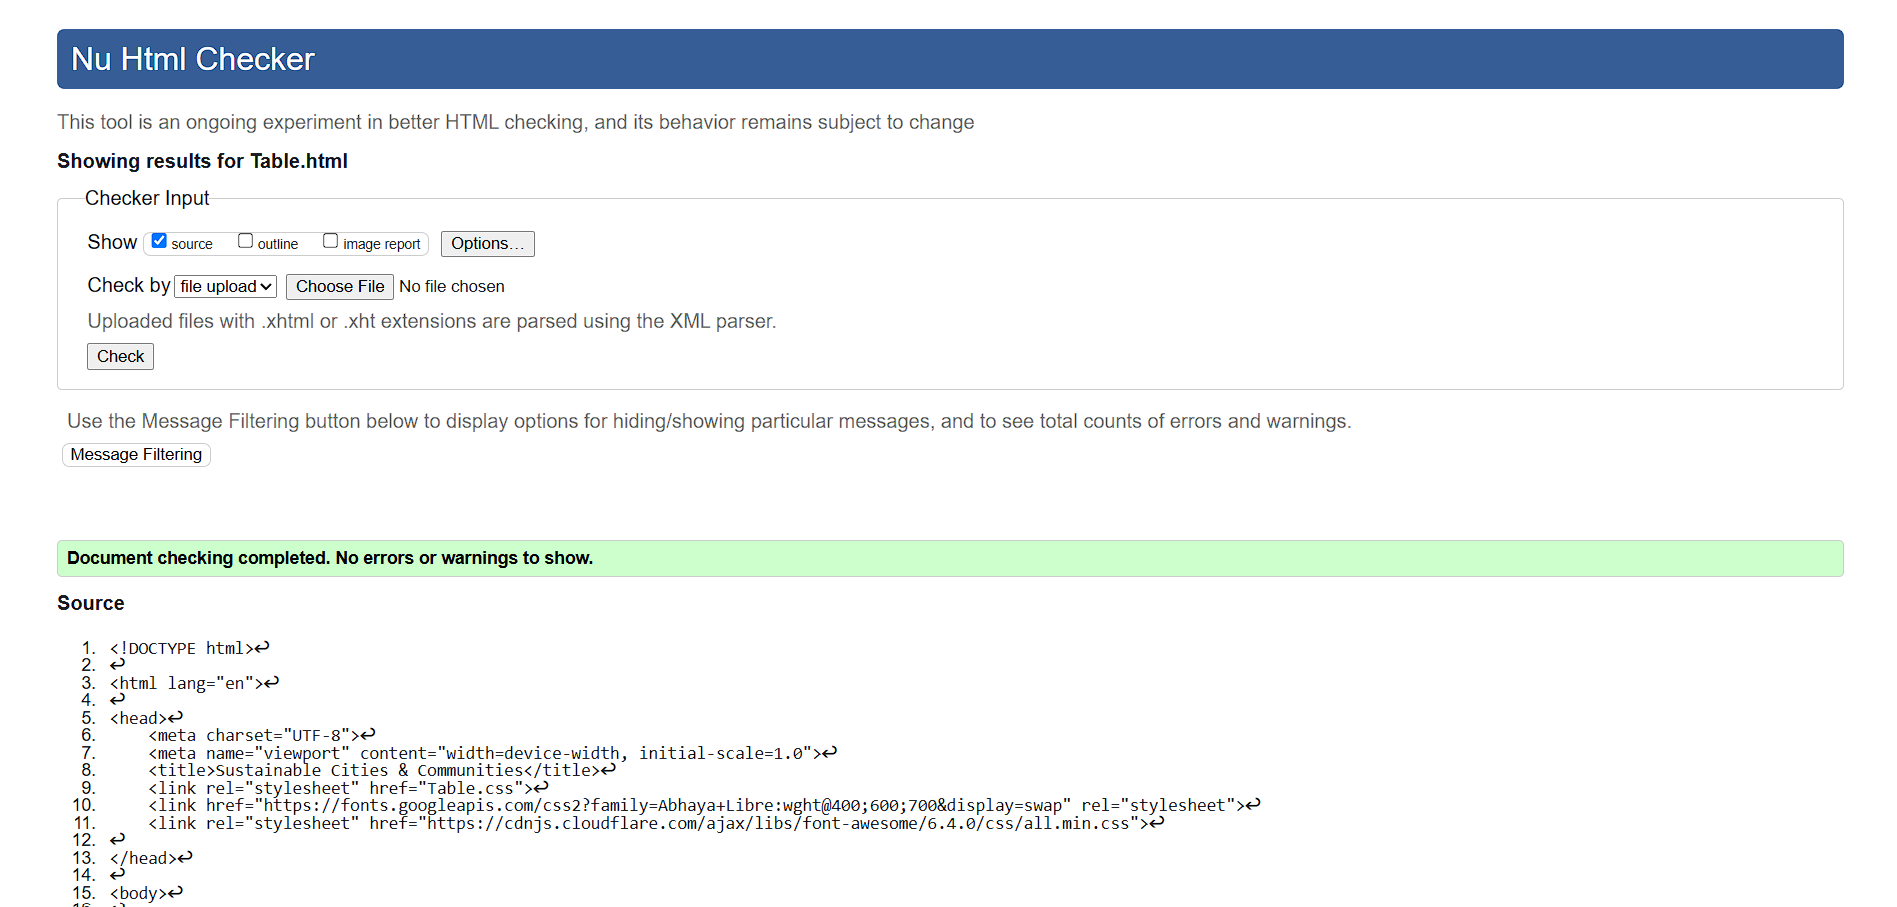 Nu Html Checker
This tool is an ongoing experiment in better HTML checking, and its behavior remains subject to change
Showing results for Table.html
Checker Input
Show source outline image report Options...
Check by file upload Choose File No file chosen
Uploaded files with .xhtml or .xht extensions are parsed using the XML parser.
Check
Use the Message Filtering button below to display options for hiding/showing particular messages, and to see total counts of errors and warnings.
Message Filtering
Document checking completed. No errors or warnings to show.
Source
1. <!DOCTYPE html>↩
2. ↩
3. <html lang="en">↩
4. ↩
5. <head>↩
6. <meta charset="UTF-8">↩
7. <meta name="viewport" content="width=device-width, initial-scale=1.0">↩
8. <title>Sustainable Cities & Communities</title>↩
9. <link rel="stylesheet" href="Table.css">↩
10. <link href="https://fonts.googleapis.com/css2?family=Abhaya+Libre:wght@400;600;700&display=swap" rel="stylesheet">↩
11. <link rel="stylesheet" href="https://cdnjs.cloudflare.com/ajax/libs/font-awesome/6.4.0/css/all.min.css">↩
12. ↩
13. </head>↩
14. ↩
15. <body>↩